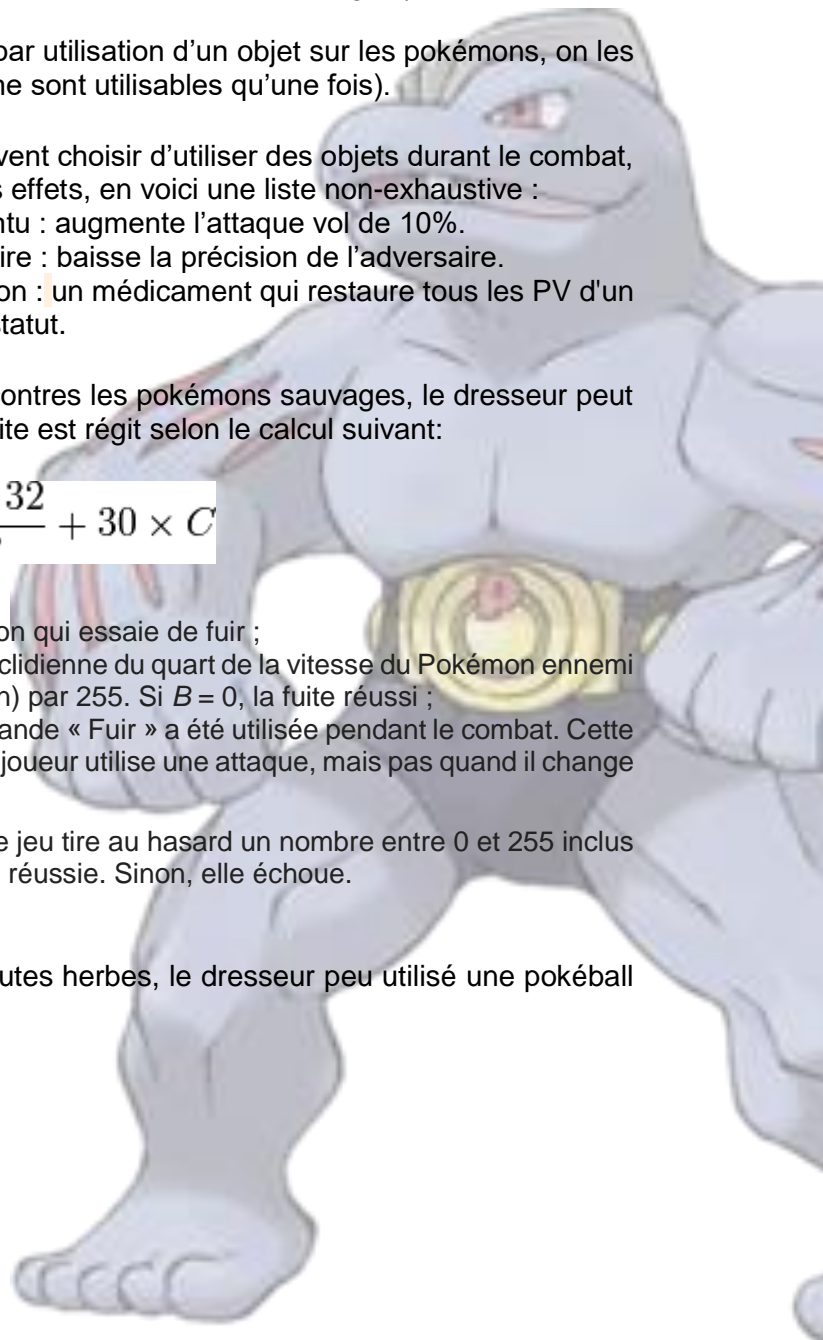 par utilisation d’un objet sur les pokémons, on les
ne sont utilisables qu’une fois).
vent choisir d’utiliser des objets durant le combat,
s effets, en voici une liste non-exhaustive :
ntu : augmente l’attaque vol de 10%.
ire : baisse la précision de l’adversaire.
on : un médicament qui restaure tous les PV d'un
statut.
ontres les pokémons sauvages, le dresseur peut
ite est régit selon le calcul suivant:
32
+ 30 × C
on qui essaie de fuir ;
clidienne du quart de la vitesse du Pokémon ennemi
n) par 255. Si B = 0, la fuite réussi ;
ande « Fuir » a été utilisée pendant le combat. Cette
joueur utilise une attaque, mais pas quand il change
e jeu tire au hasard un nombre entre 0 et 255 inclus
réussie. Sinon, elle échoue.
utes herbes, le dresseur peu utilisé une pokéball